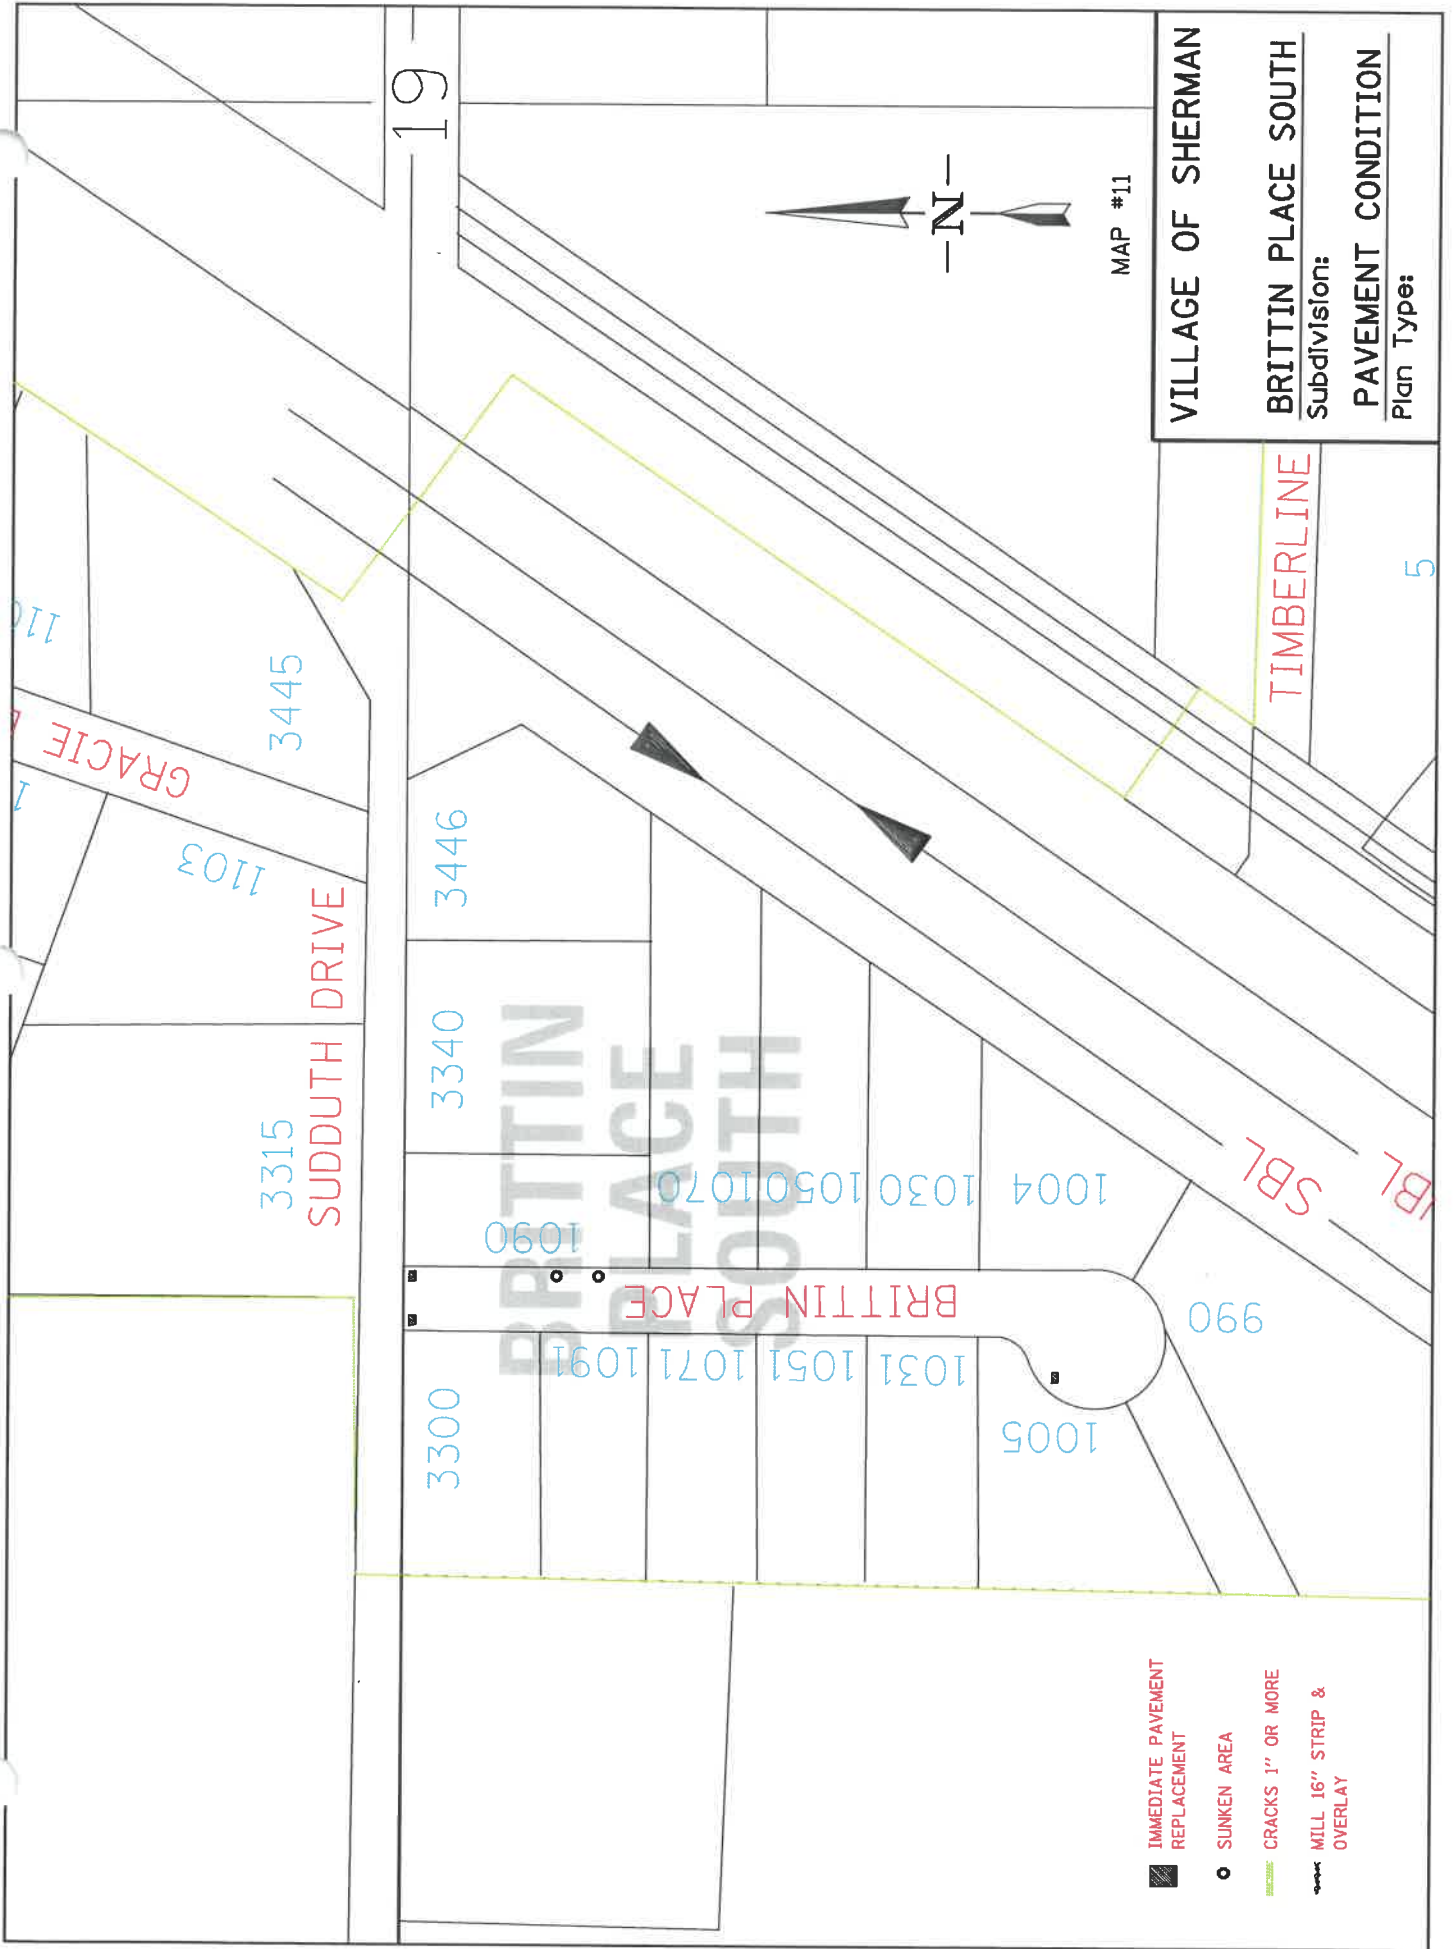 19
-N-
MAP #11
VILLAGE OF SHERMAN
BRITTIN PLACE SOUTH
Subdivision:
PAVEMENT CONDITION
Plan Type:
GRACIE
3445
1103
3315
SUDDUTH DRIVE
3446
3340
3300
BRITTIN
PLACE
SOUTH
1090
1070
1050
1030
1004
BRITTIN PLACE
1091
1071
1051
1031
1005
990
SBL
TIMBERLINE
5
IMMEDIATE PAVEMENT
REPLACEMENT
SUNKEN AREA
CRACKS 1" OR MORE
MILL 16" STRIP &
OVERLAY